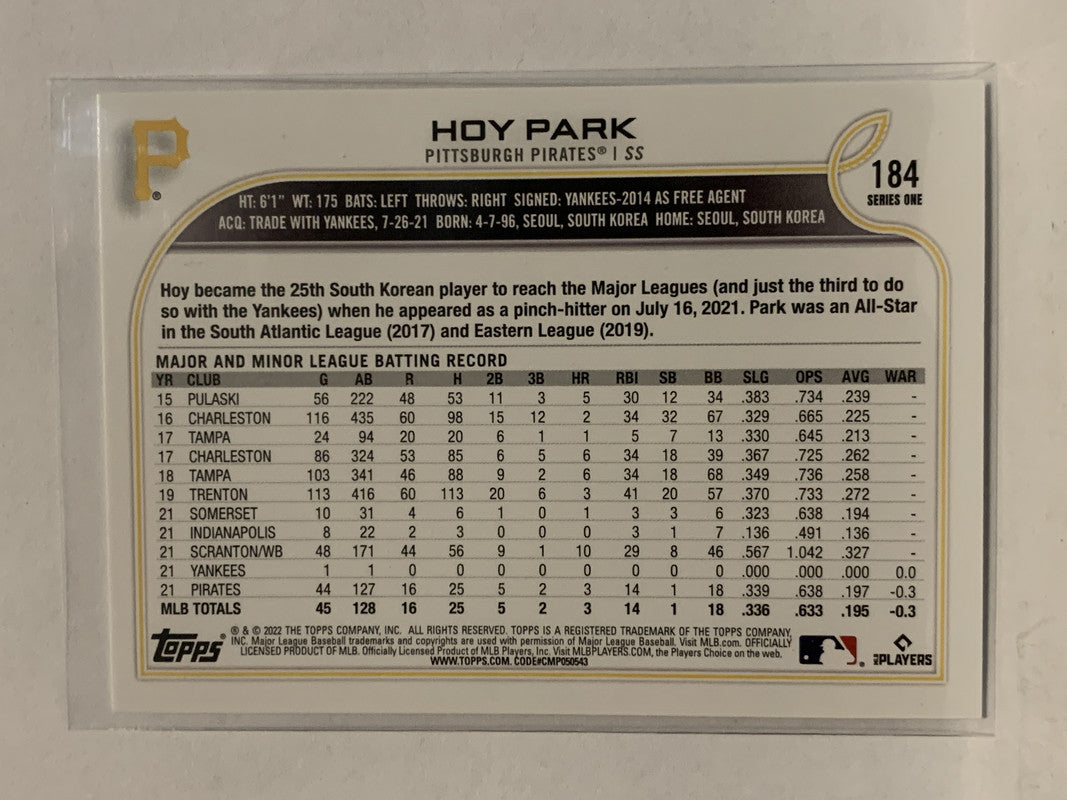 P®
HOY PARK
PITTSBURGH PIRATES® | SS
184
SERIES ONE
HT: 6'1" WT: 175 BATS: LEFT THROWS: RIGHT SIGNED: YANKEES-2014 AS FREE AGENT
ACQ: TRADE WITH YANKEES, 7-26-21 BORN: 4-7-96, SEOUL, SOUTH KOREA HOME: SEOUL, SOUTH KOREA
Hoy became the 25th South Korean player to reach the Major Leagues (and just the third to do
so with the Yankees) when he appeared as a pinch-hitter on July 16, 2021. Park was an All-Star
in the South Atlantic League (2017) and Eastern League (2019).
MAJOR AND MINOR LEAGUE BATTING RECORD
YR CLUB G AB R H 2B 3B HR RBI SB BB SLG OPS AVG WAR
15 PULASKI 56 222 48 53 11 3 5 30 12 34 .383 .734 .239 -
16 CHARLESTON 116 435 60 98 15 12 2 34 32 67 .329 .665 .225 -
17 TAMPA 24 94 20 20 6 1 1 5 7 13 .330 .645 .213 -
17 CHARLESTON 86 324 53 85 6 5 6 34 18 39 .367 .725 .262 -
18 TAMPA 103 341 46 88 9 2 6 34 18 68 .349 .736 .258 -
19 TRENTON 113 416 60 113 20 6 3 41 20 57 .370 .733 .272 -
21 SOMERSET 10 31 4 6 1 0 1 3 3 6 .323 .638 .194 -
21 INDIANAPOLIS 8 22 2 3 0 0 0 3 1 7 .136 .491 .136 -
21 SCRANTON/WB 48 171 44 56 9 1 10 29 8 46 .567 1.042 .327 -
21 YANKEES 1 1 0 0 0 0 0 0 0 0 .000 .000 .000 0.0
21 PIRATES 44 127 16 25 5 2 3 14 1 18 .339 .638 .197 -0.3
MLB TOTALS 45 128 16 25 5 2 3 14 1 18 .336 .633 .195 -0.3
Topps®
® & © 2022 THE TOPPS COMPANY, INC. ALL RIGHTS RESERVED. TOPPS IS A REGISTERED TRADEMARK OF THE TOPPS COMPANY,
INC. Major League Baseball trademarks and copyrights are used with permission of Major League Baseball. Visit MLB.com. OFFICIALLY
LICENSED PRODUCT OF MLB. Officially Licensed Product of MLB Players, Inc. Visit MLBPLAYERS.COM, the Players Choice on the web.
WWW.TOPPS.COM. CODE#CMP050543
MLB PLAYERS